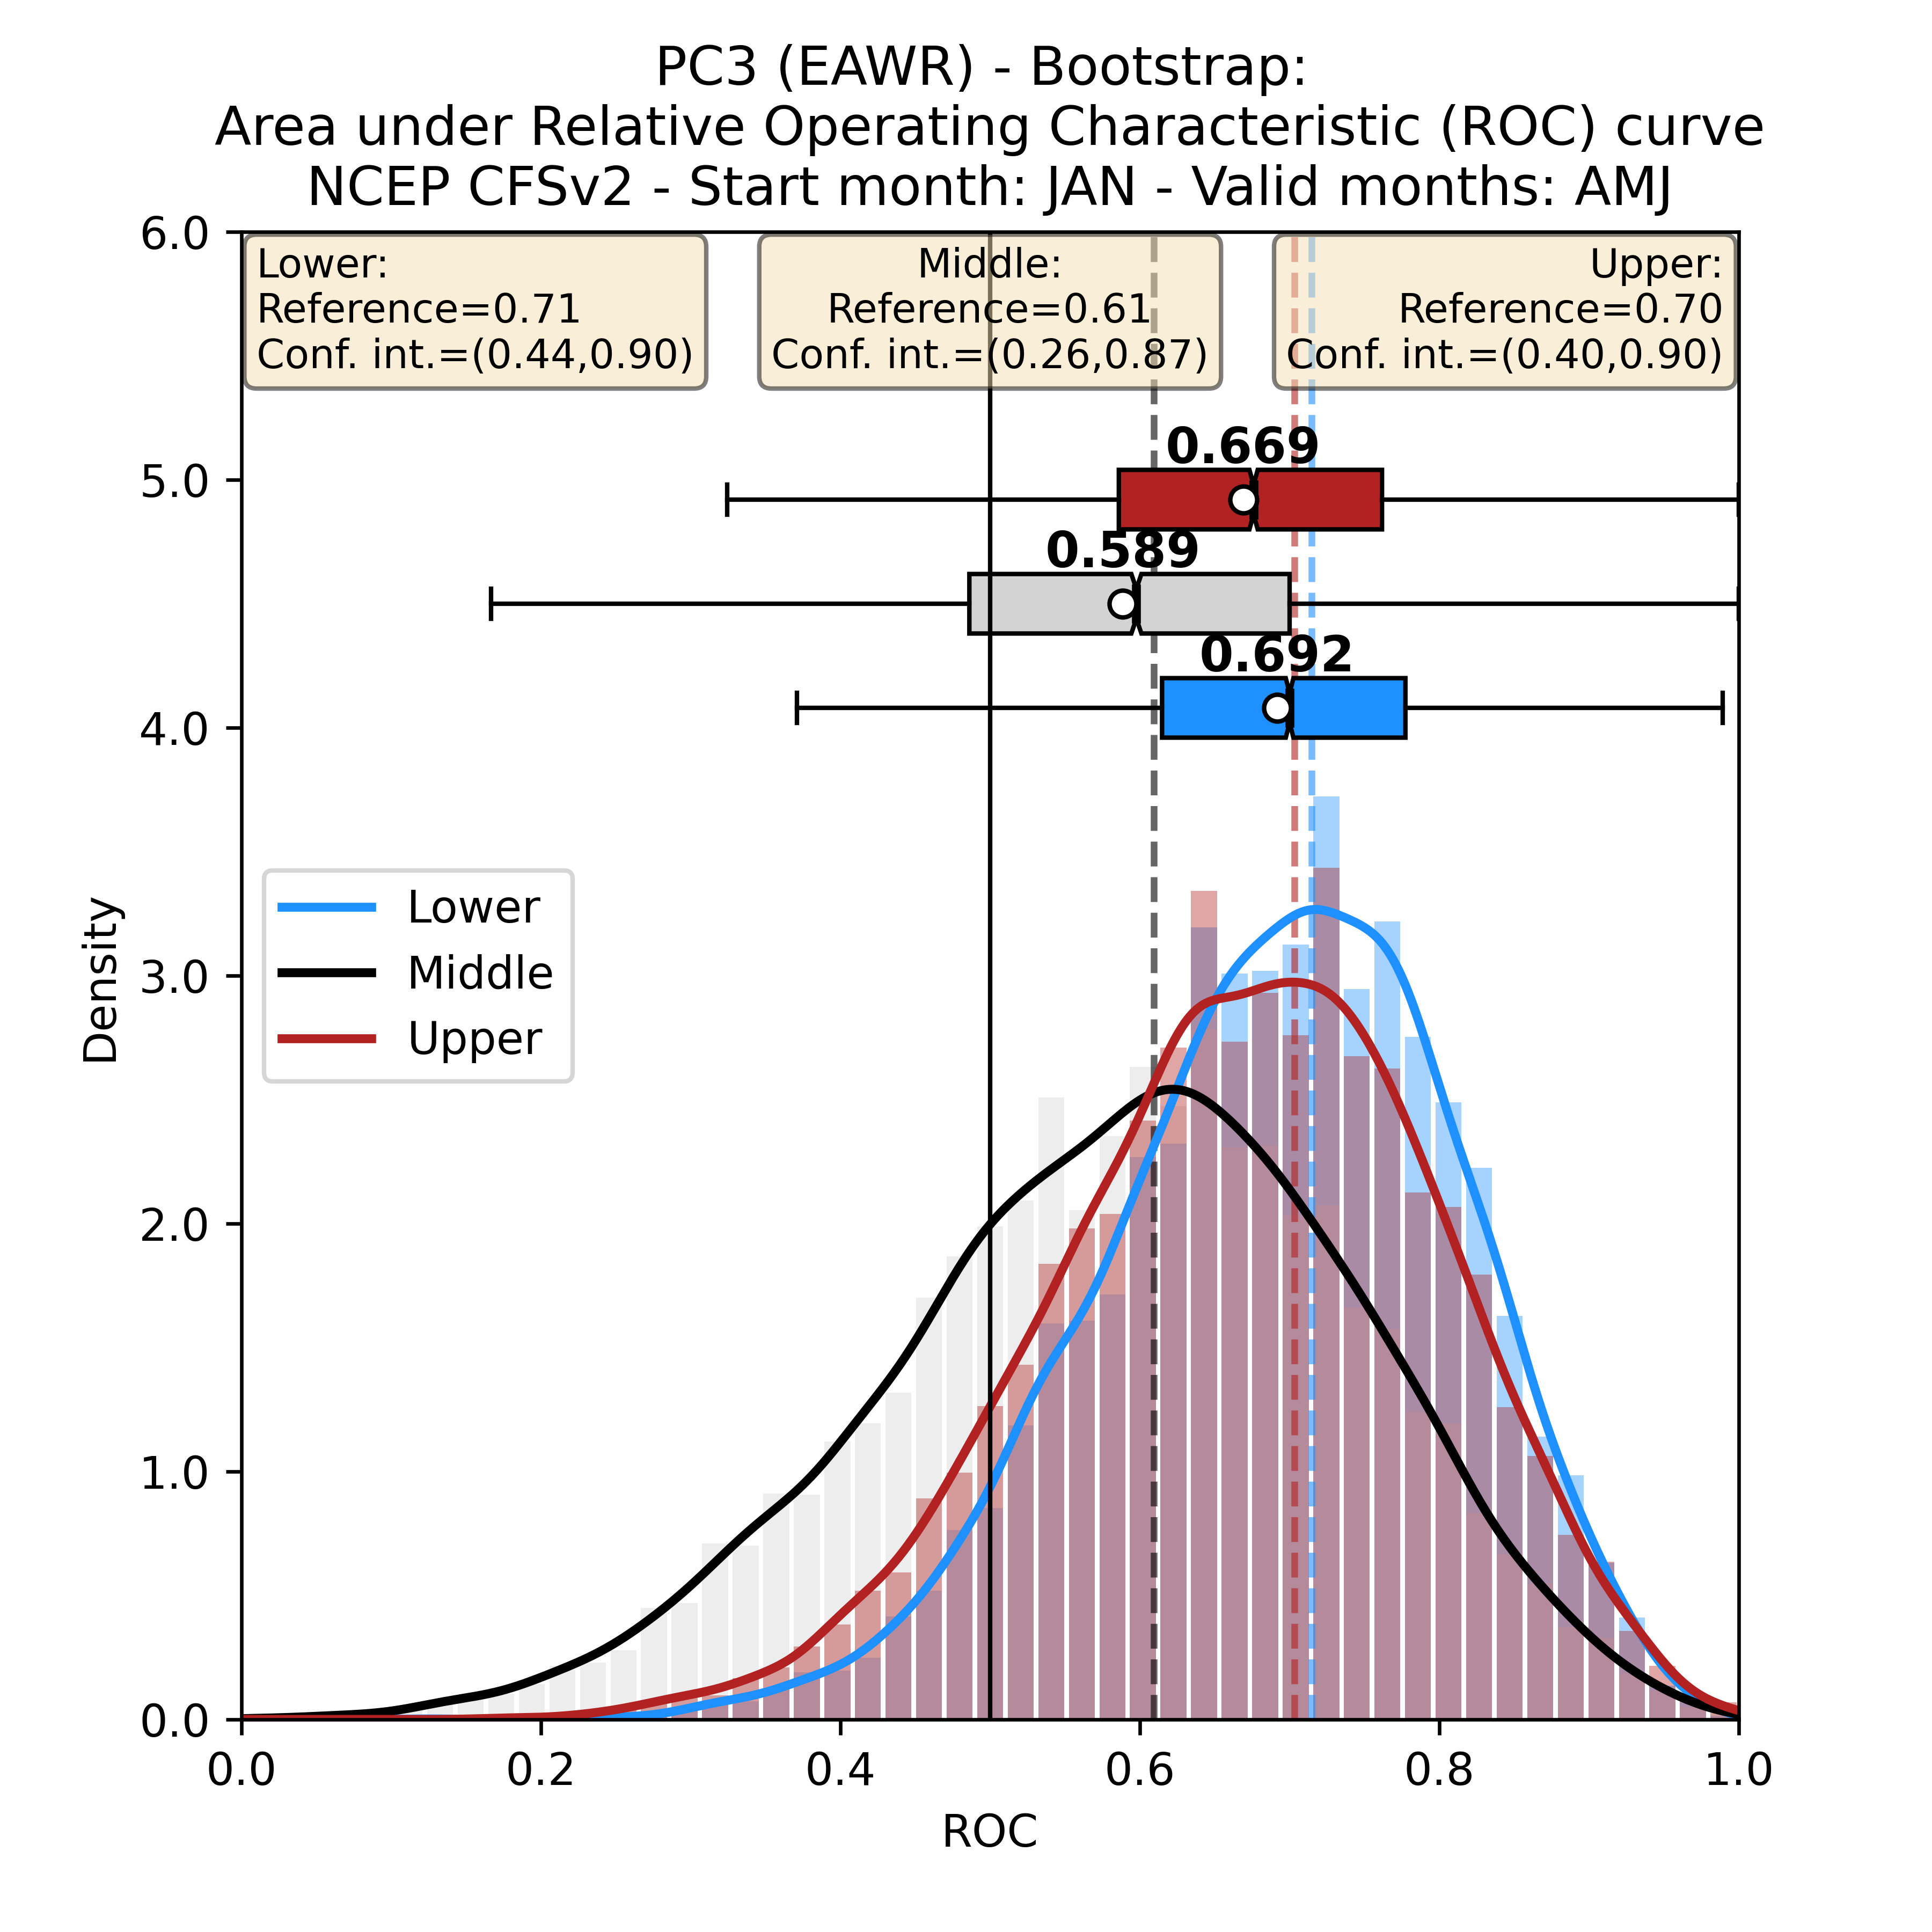 PC3 (EAWR) - Bootstrap:
Area under Relative Operating Characteristic (ROC) curve
NCEP CFSv2 - Start month: JAN - Valid months: AMJ
Lower:
Reference=0.71
Conf. int.=(0.44,0.90)
Middle:
Reference=0.61
Conf. int.=(0.26,0.87)
Upper:
Reference=0.70
Conf. int.=(0.40,0.90)
0.669
0.589
0.692
Lower
Middle
Upper
Density
6.0
5.0
4.0
3.0
2.0
1.0
0.0
0.0 0.2 0.4 0.6 0.8 1.0
ROC